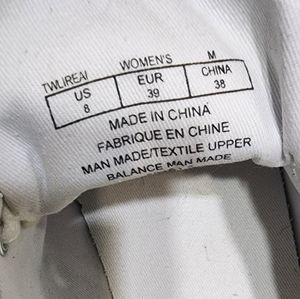 TWLIREAI WOMEN'S M
US EUR CHINA
8 39 38
MADE IN CHINA
FABRIQUE EN CHINE
MAN MADE/TEXTILE UPPER
BALANCE MAN MADE